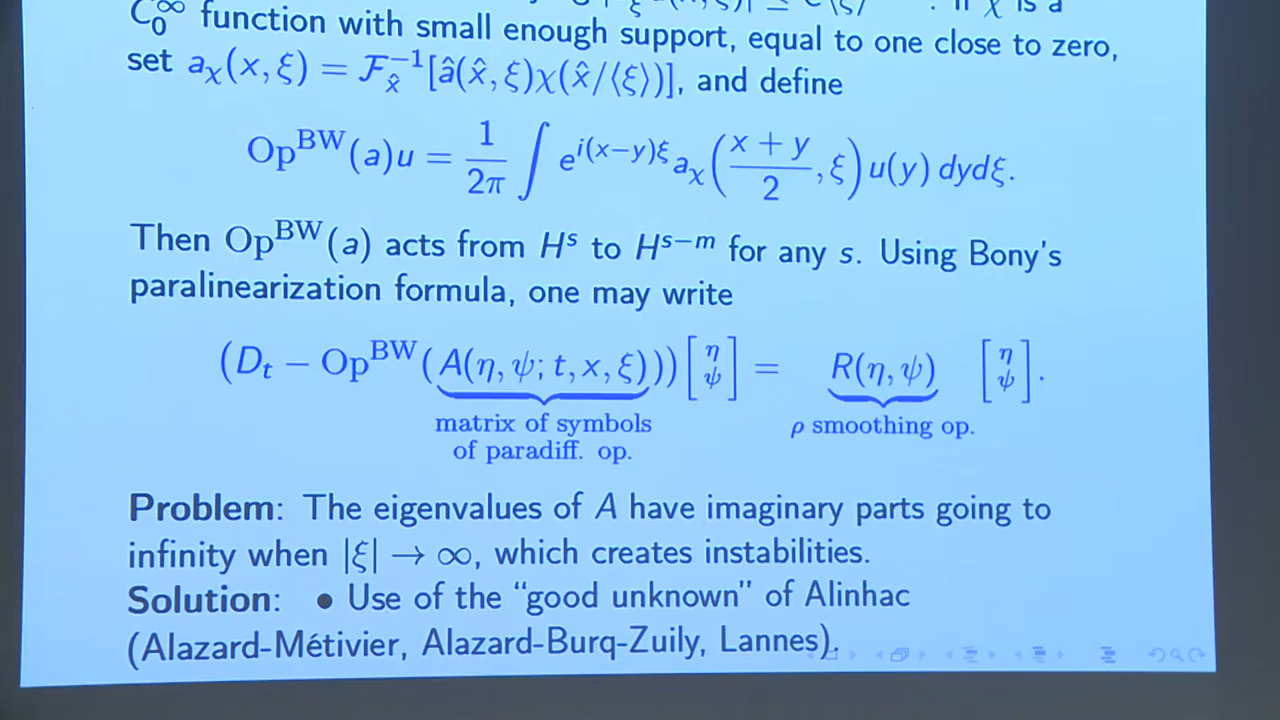 C₀^∞ function with small enough support, equal to one close to zero,
set a_χ(x, ξ) = F_x̂^{-1}[â(x̂, ξ)χ(x̂/⟨ξ⟩)], and define
Op^BW(a)u = 1/2π ∫ e^{i(x−y)ξ} a_χ((x + y)/2, ξ) u(y) dydξ.
Then Op^BW(a) acts from H^s to H^{s−m} for any s. Using Bony's
paralinearization formula, one may write
(D_t − Op^BW(A(η, ψ; t, x, ξ))) [η ψ] = R(η, ψ) [η ψ].
matrix of symbols of paradiff. op.
ρ smoothing op.
Problem: The eigenvalues of A have imaginary parts going to
infinity when |ξ| → ∞, which creates instabilities.
Solution: • Use of the “good unknown” of Alinhac
(Alazard-Métivier, Alazard-Burq-Zuily, Lannes).